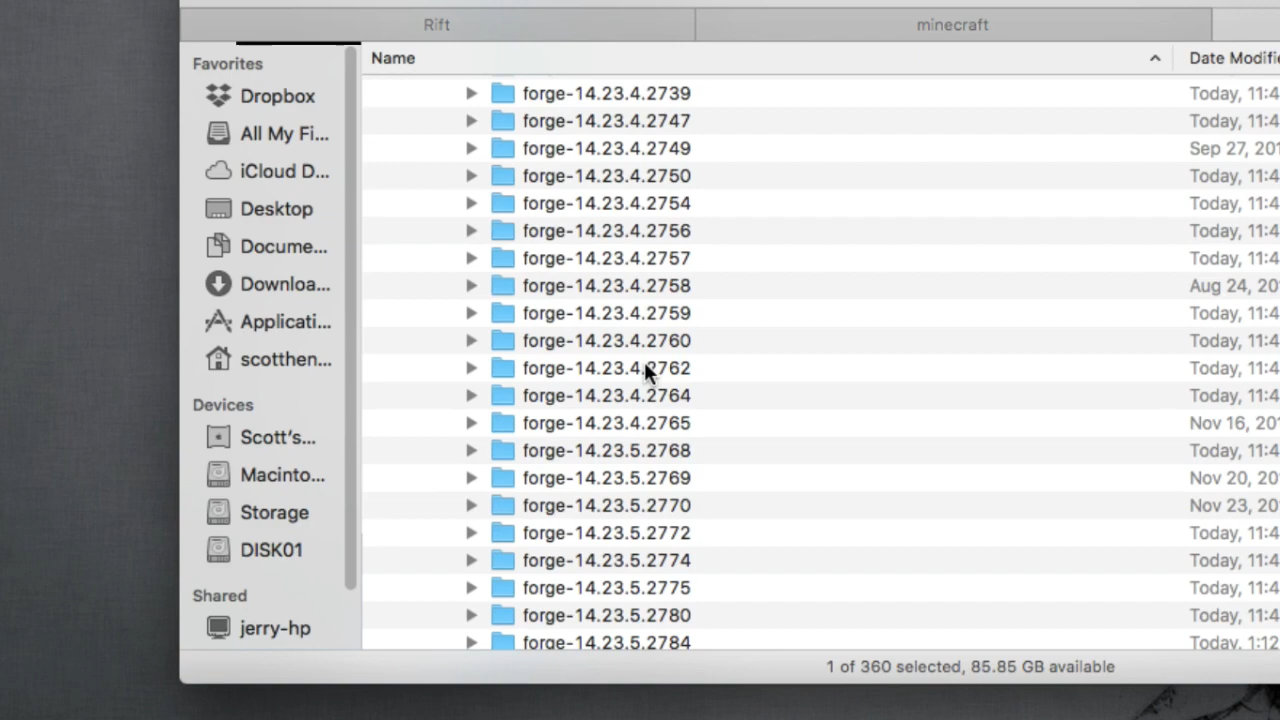 Rift
minecraft
Favorites
Dropbox
All My Fi...
iCloud D...
Desktop
Docume...
Downloa...
Applicati...
scotthen...
Devices
Scott's...
Macinto...
Storage
DISK01
Shared
jerry-hp
Name
Date Modifie
forge-14.23.4.2739 Today, 11:4
forge-14.23.4.2747 Today, 11:4
forge-14.23.4.2749 Sep 27, 201
forge-14.23.4.2750 Today, 11:4
forge-14.23.4.2754 Today, 11:4
forge-14.23.4.2756 Today, 11:4
forge-14.23.4.2757 Today, 11:4
forge-14.23.4.2758 Aug 24, 20
forge-14.23.4.2759 Today, 11:4
forge-14.23.4.2760 Today, 11:4
forge-14.23.4.2762 Today, 11:4
forge-14.23.4.2764 Today, 11:4
forge-14.23.4.2765 Nov 16, 201
forge-14.23.5.2768 Today, 11:4
forge-14.23.5.2769 Nov 20, 20
forge-14.23.5.2770 Nov 23, 20
forge-14.23.5.2772 Today, 11:4
forge-14.23.5.2774 Today, 11:4
forge-14.23.5.2775 Today, 11:4
forge-14.23.5.2780 Today, 11:4
forge-14.23.5.2784 Today, 1:12
1 of 360 selected, 85.85 GB available